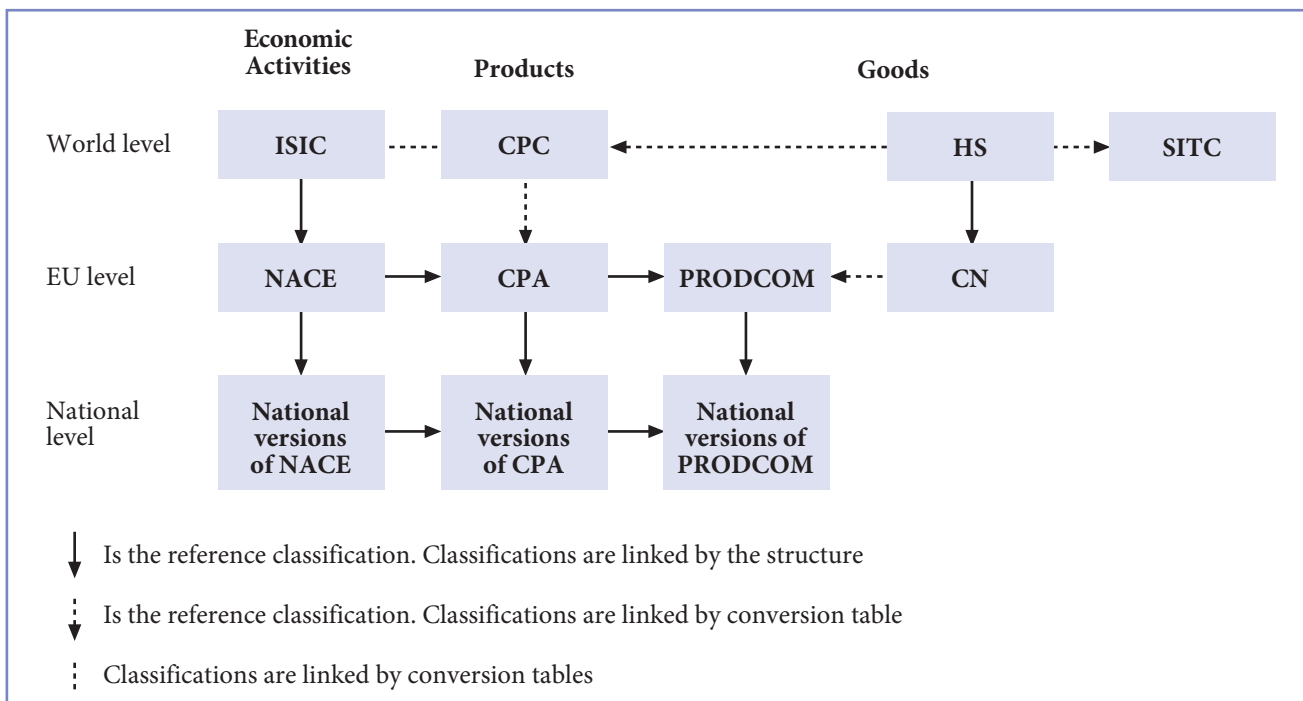 Economic
Activities
Products
Goods
World level
ISIC
CPC
HS
SITC
EU level
NACE
CPA
PRODCOM
CN
National
level
National
versions
of NACE
National
versions
of CPA
National
versions of
PRODCOM
Is the reference classification. Classifications are linked by the structure
Is the reference classification. Classifications are linked by conversion table
Classifications are linked by conversion tables